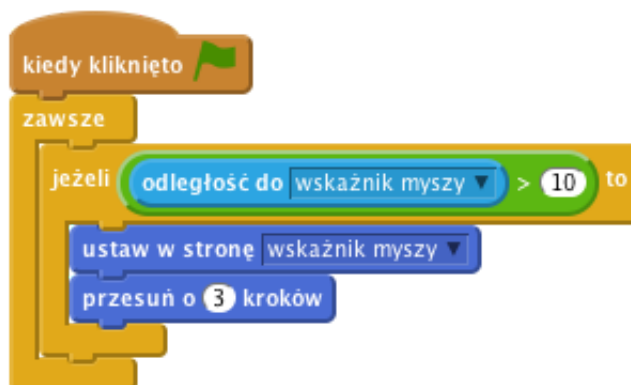 kiedy kliknięto
zawsze
jeżeli odległość do wskaźnik myszy > 10 to
ustaw w stronę wskaźnik myszy
przesuń o 3 kroków